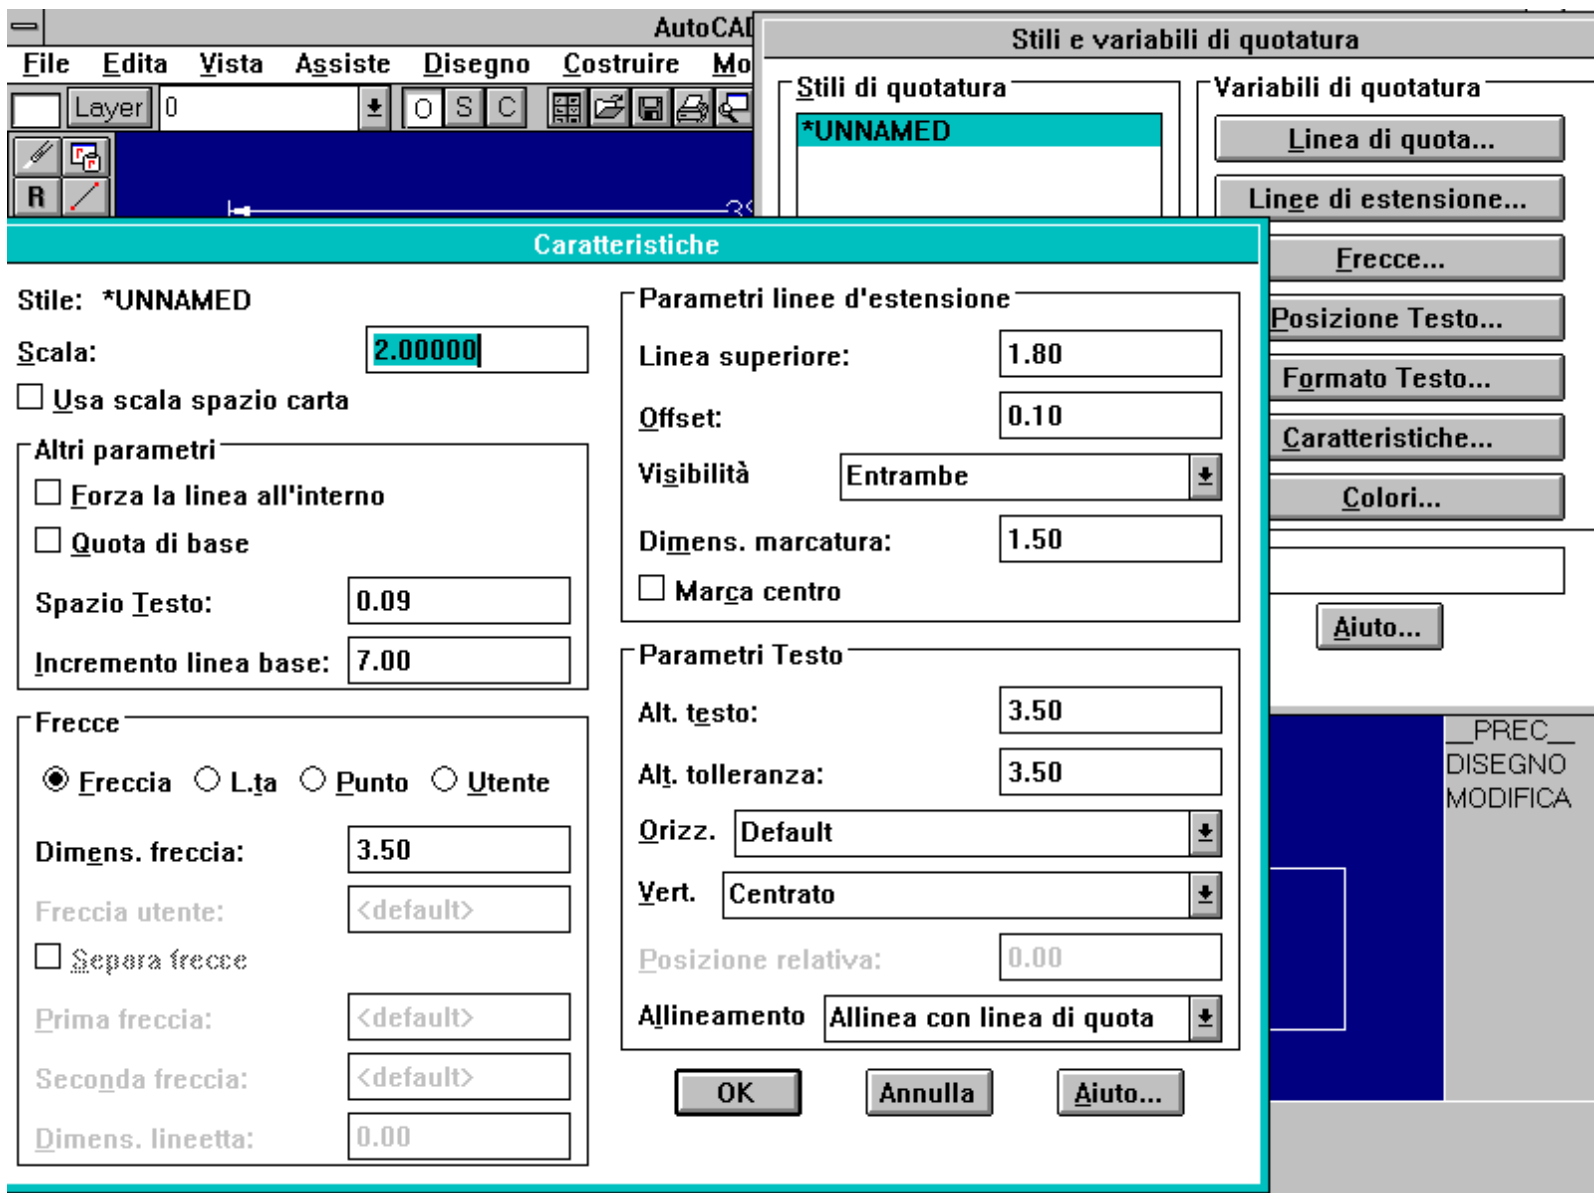 AutoCAD
File Edita Vista Assiste Disegno Costruire Mo
Layer 0
O S C
R
39
Stili e variabili di quotatura
Stili di quotatura
*UNNAMED
Variabili di quotatura
Linea di quota...
Linee di estensione...
Frecce...
Posizione Testo...
Formato Testo...
Caratteristiche...
Colori...
Aiuto...
Caratteristiche
Stile: *UNNAMED
Scala: 2.00000
Usa scala spazio carta
Altri parametri
Forza la linea all'interno
Quota di base
Spazio Testo: 0.09
Incremento linea base: 7.00
Frecce
Freccia L.ta Punto Utente
Dimens. freccia: 3.50
Freccia utente: <default>
Separa frecce
Prima freccia: <default>
Seconda freccia: <default>
Dimens. lineetta: 0.00
Parametri linee d'estensione
Linea superiore: 1.80
Offset: 0.10
Visibilità Entrambe
Dimens. marcatura: 1.50
Marca centro
Parametri Testo
Alt. testo: 3.50
Alt. tolleranza: 3.50
Orizz. Default
Vert. Centrato
Posizione relativa: 0.00
Allineamento Allinea con linea di quota
OK Annulla Aiuto...
__PREC__
DISEGNO
MODIFICA